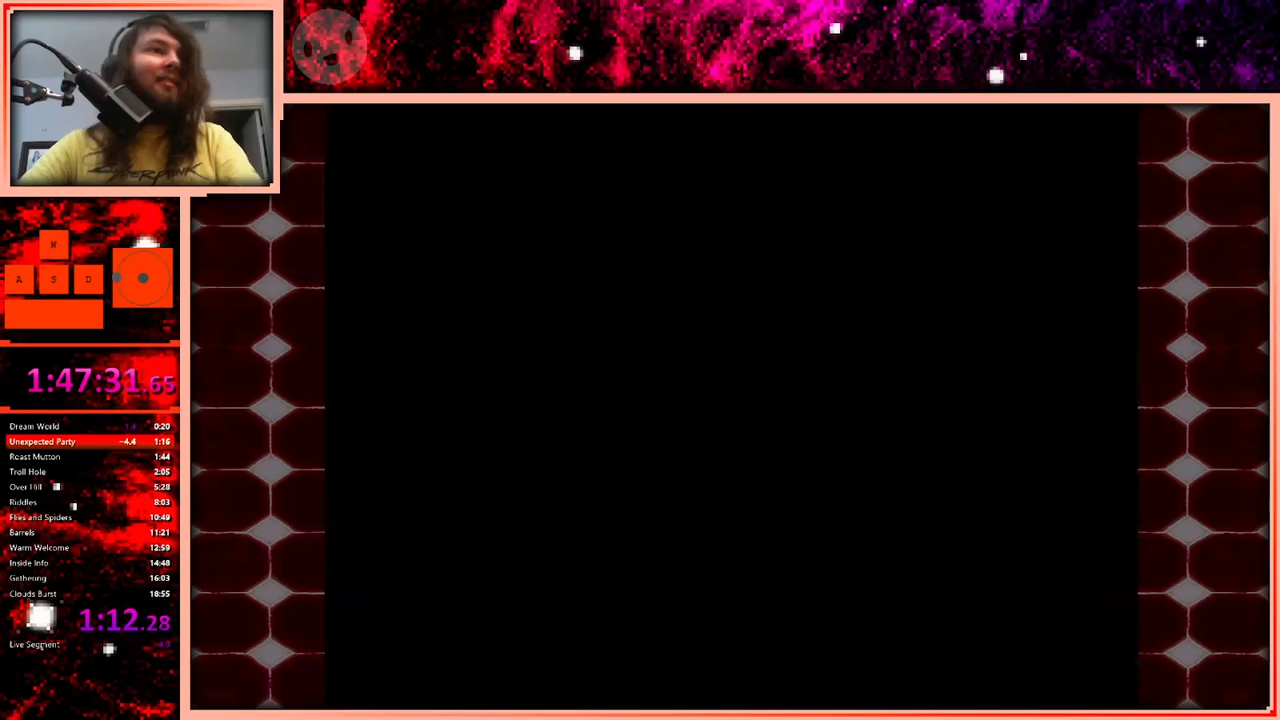 CYBERPUNK
W
A S D
1:47:31.65
Dream World 0:20
Unexpected Party −4.4 1:16
Roast Mutton 1:44
Troll Hole 2:05
Over Hill 5:28
Riddles 8:03
Flies and Spiders 10:49
Barrels 11:21
Warm Welcome 12:59
Inside Info 14:48
Gathering 16:03
Clouds Burst 18:55
1:12.28
Live Segment